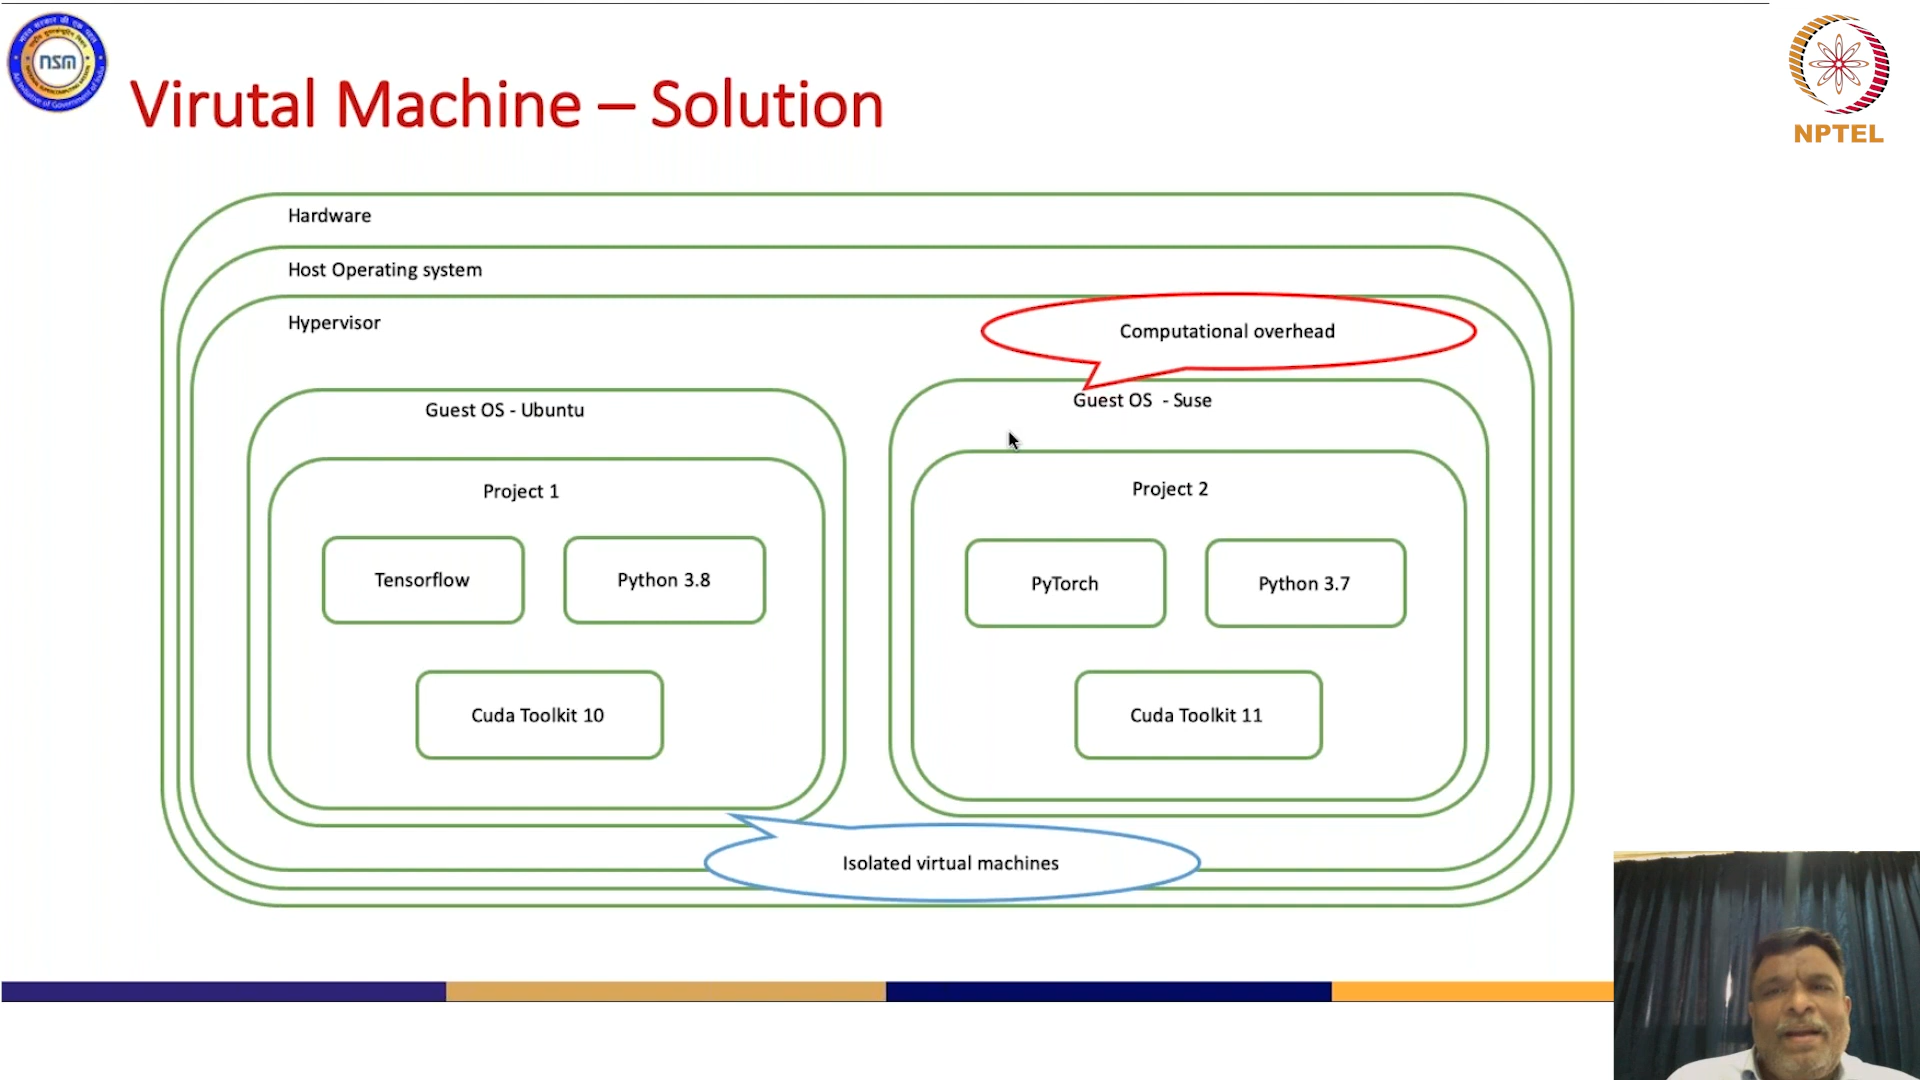 nsm
Virutal Machine – Solution
NPTEL
Hardware
Host Operating system
Hypervisor
Computational overhead
Guest OS - Ubuntu
Guest OS - Suse
Project 1
Project 2
Tensorflow
Python 3.8
PyTorch
Python 3.7
Cuda Toolkit 10
Cuda Toolkit 11
Isolated virtual machines